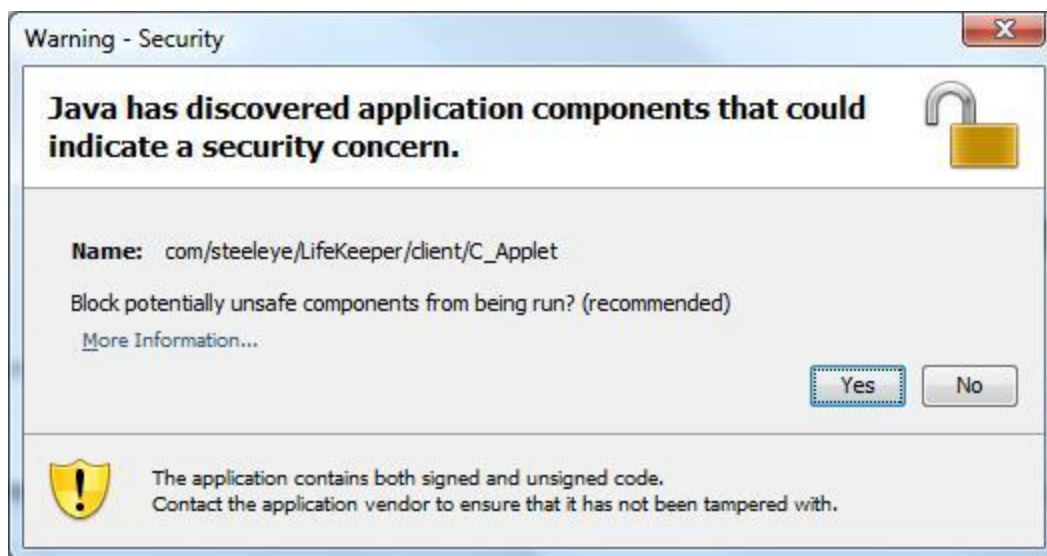 Warning - Security
Java has discovered application components that could
indicate a security concern.
Name: com/steeleye/LifeKeeper/client/C_Applet
Block potentially unsafe components from being run? (recommended)
More Information...
Yes No
The application contains both signed and unsigned code.
Contact the application vendor to ensure that it has not been tampered with.